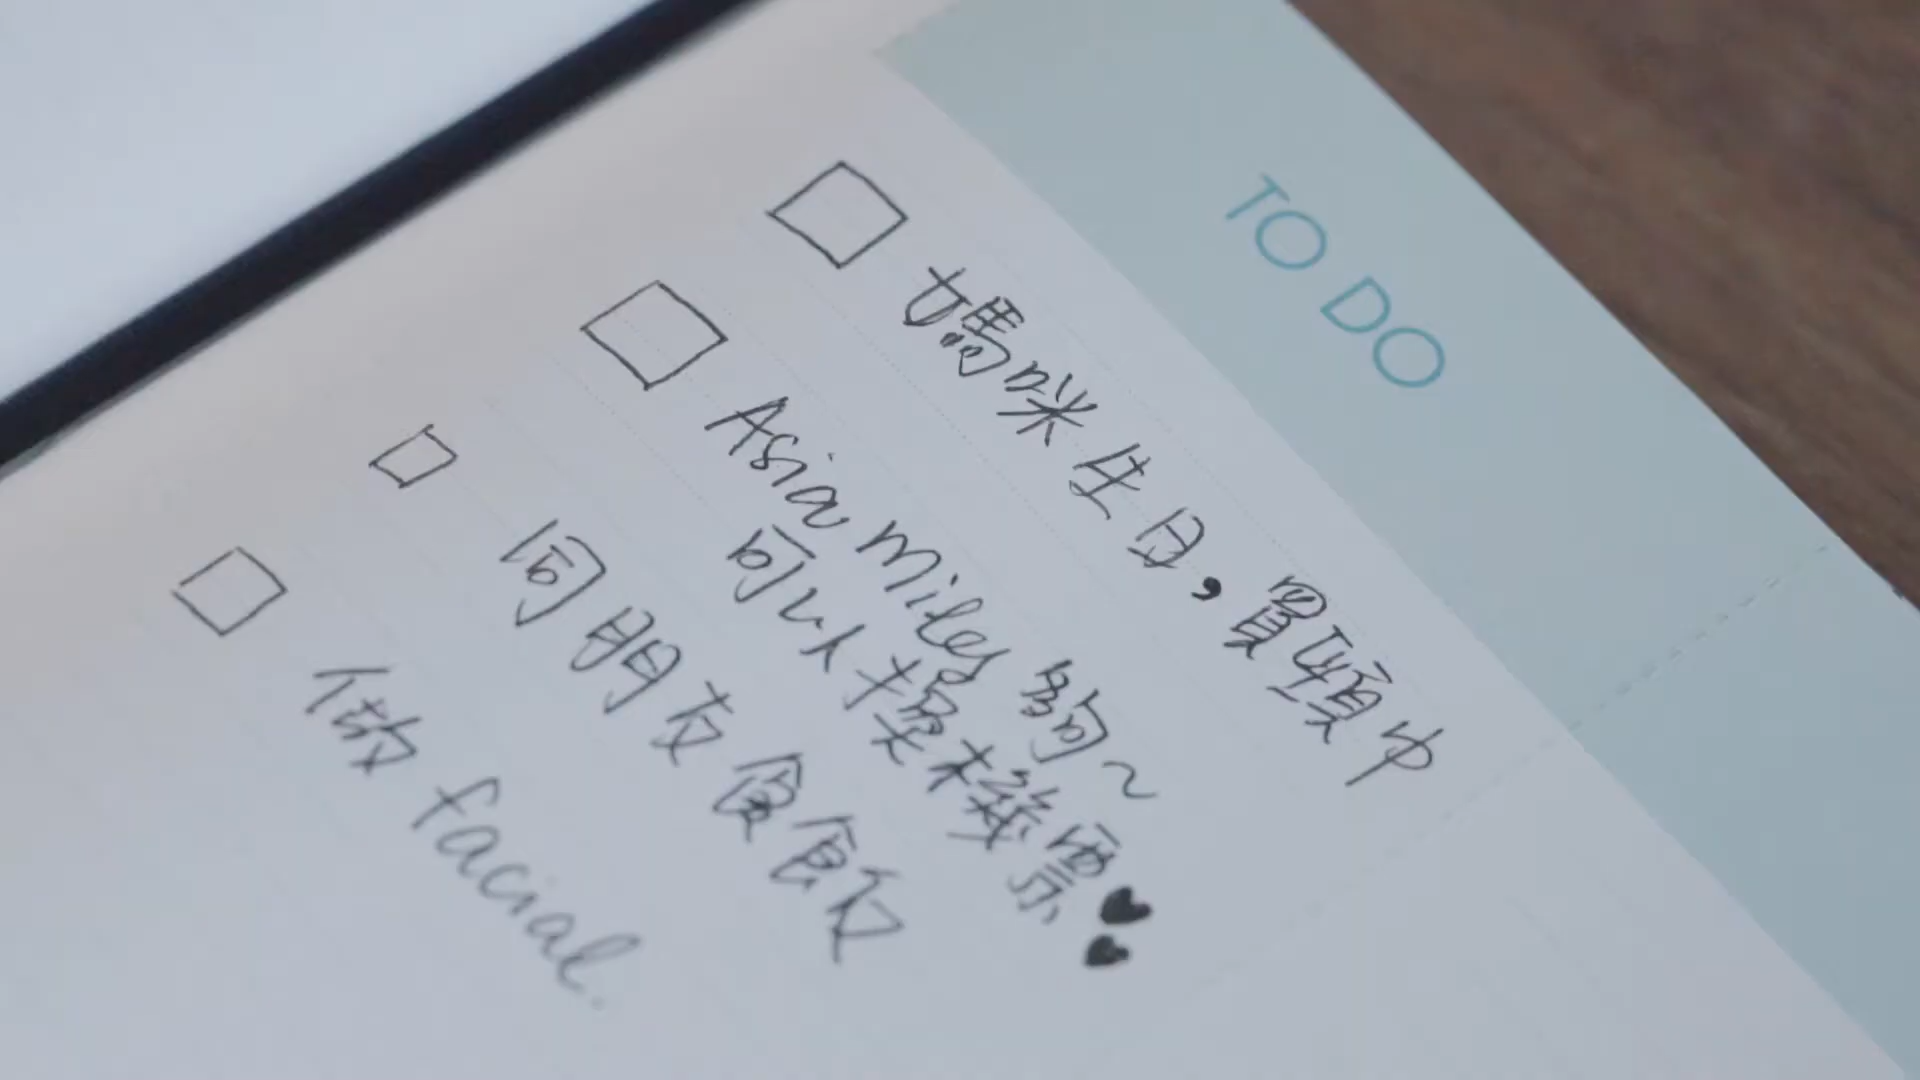 TO DO
媽咪生日,買頸巾
Asia Miles 夠~
可以換機票♥♥
同朋友食飯
做 facial.